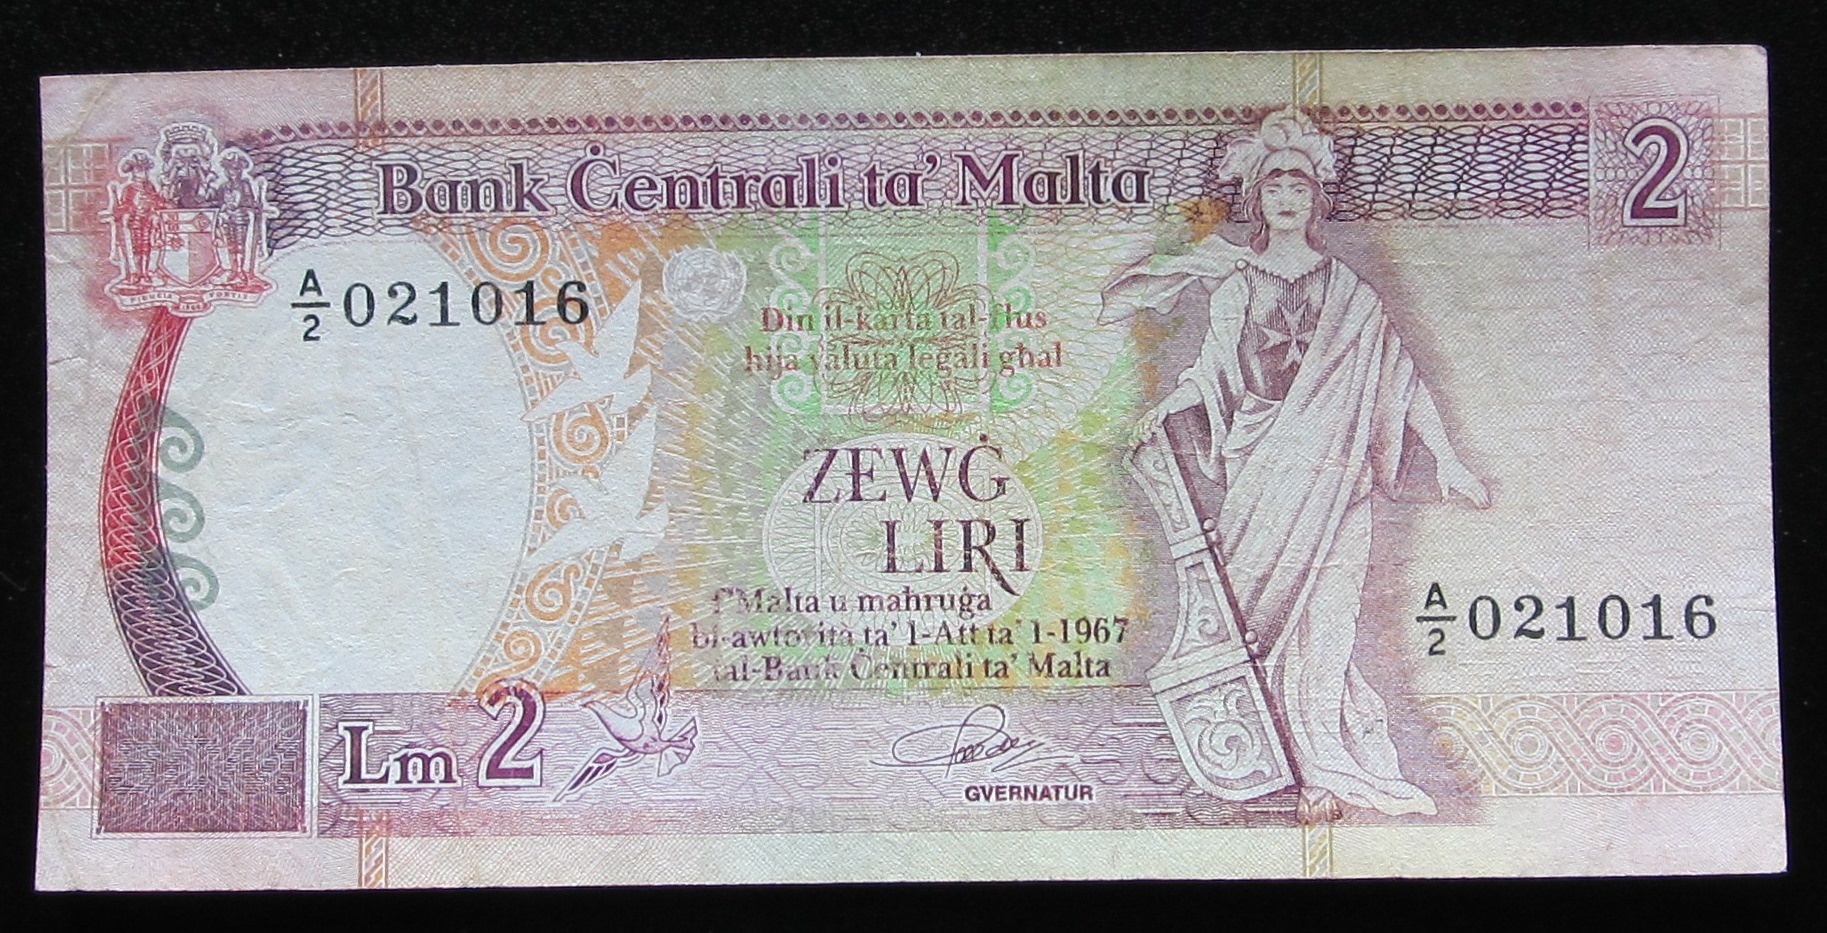 Bank Ċentrali ta' Malta
2
A/2 021016
Din il-karta tal-flus
hija valuta legali għal
ŻEWĠ
LIRI
f'Malta u maħruġa
bl-awtorità ta' l-Att ta' l-1967
tal-Bank Ċentrali ta' Malta
A/2 021016
Lm 2
GVERNATUR